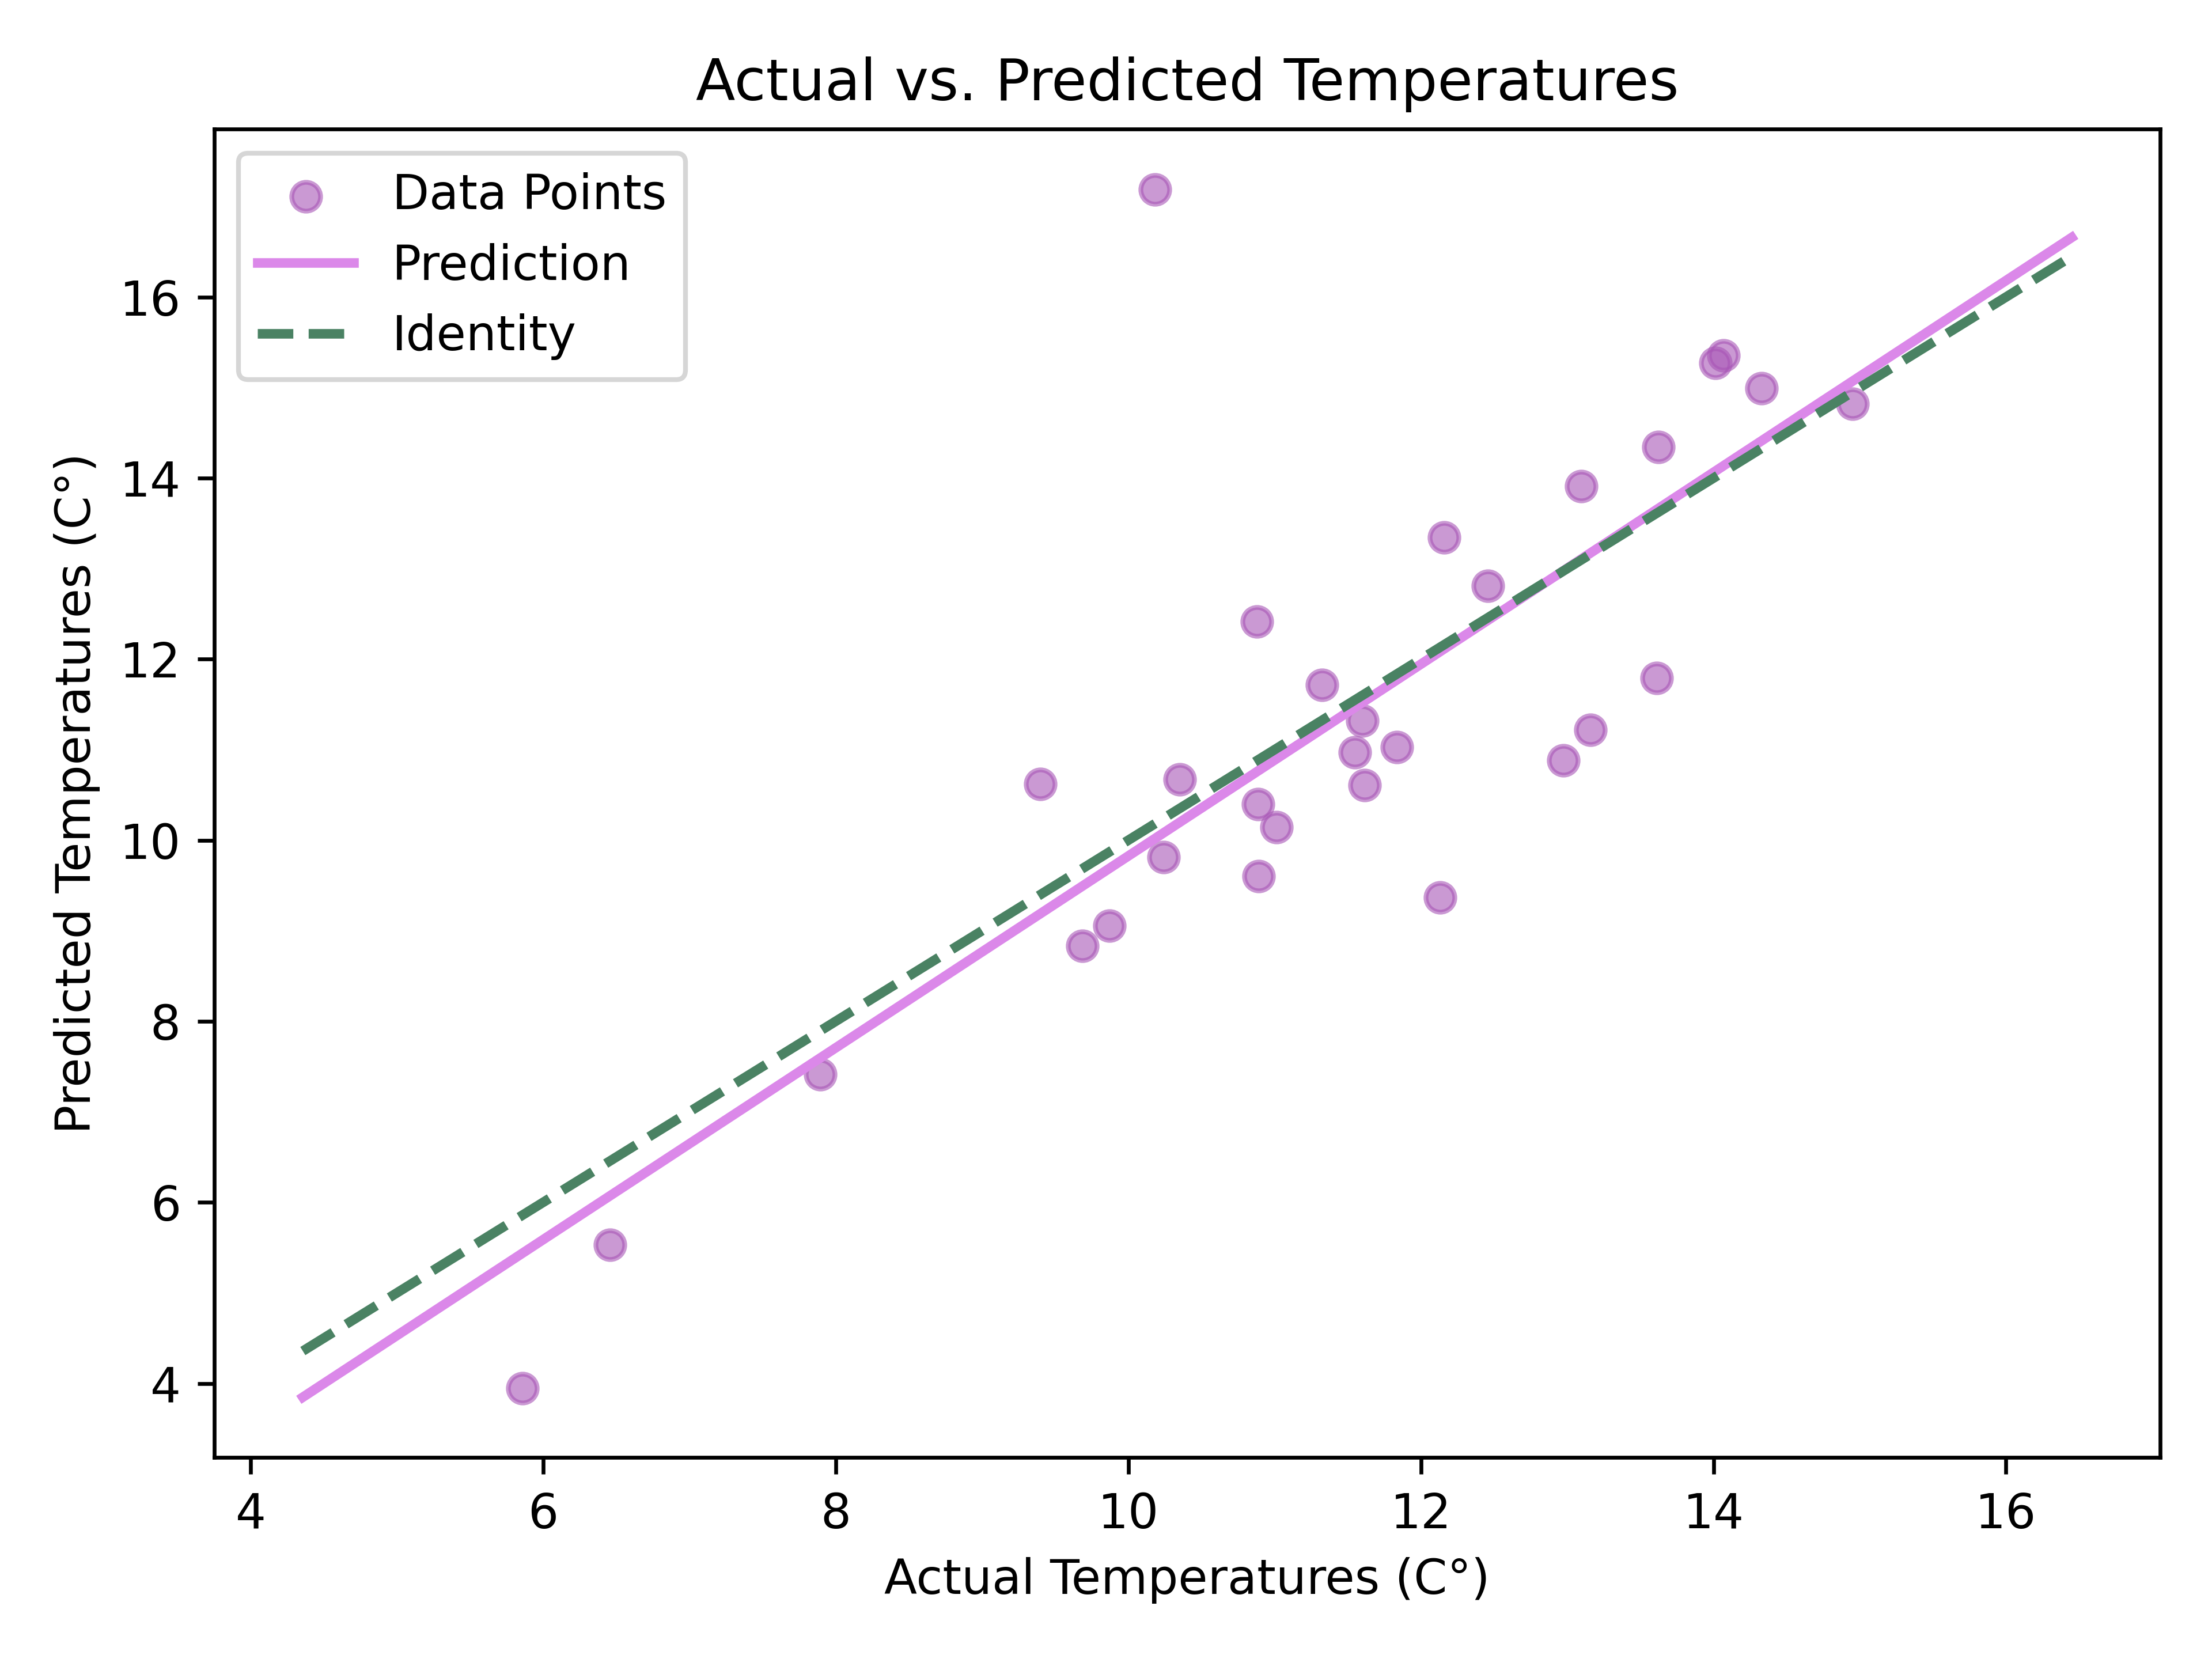 Actual vs. Predicted Temperatures
Data Points
Prediction
Identity
16
14
12
10
8
6
4
Predicted Temperatures (C°)
4 6 8 10 12 14 16
Actual Temperatures (C°)